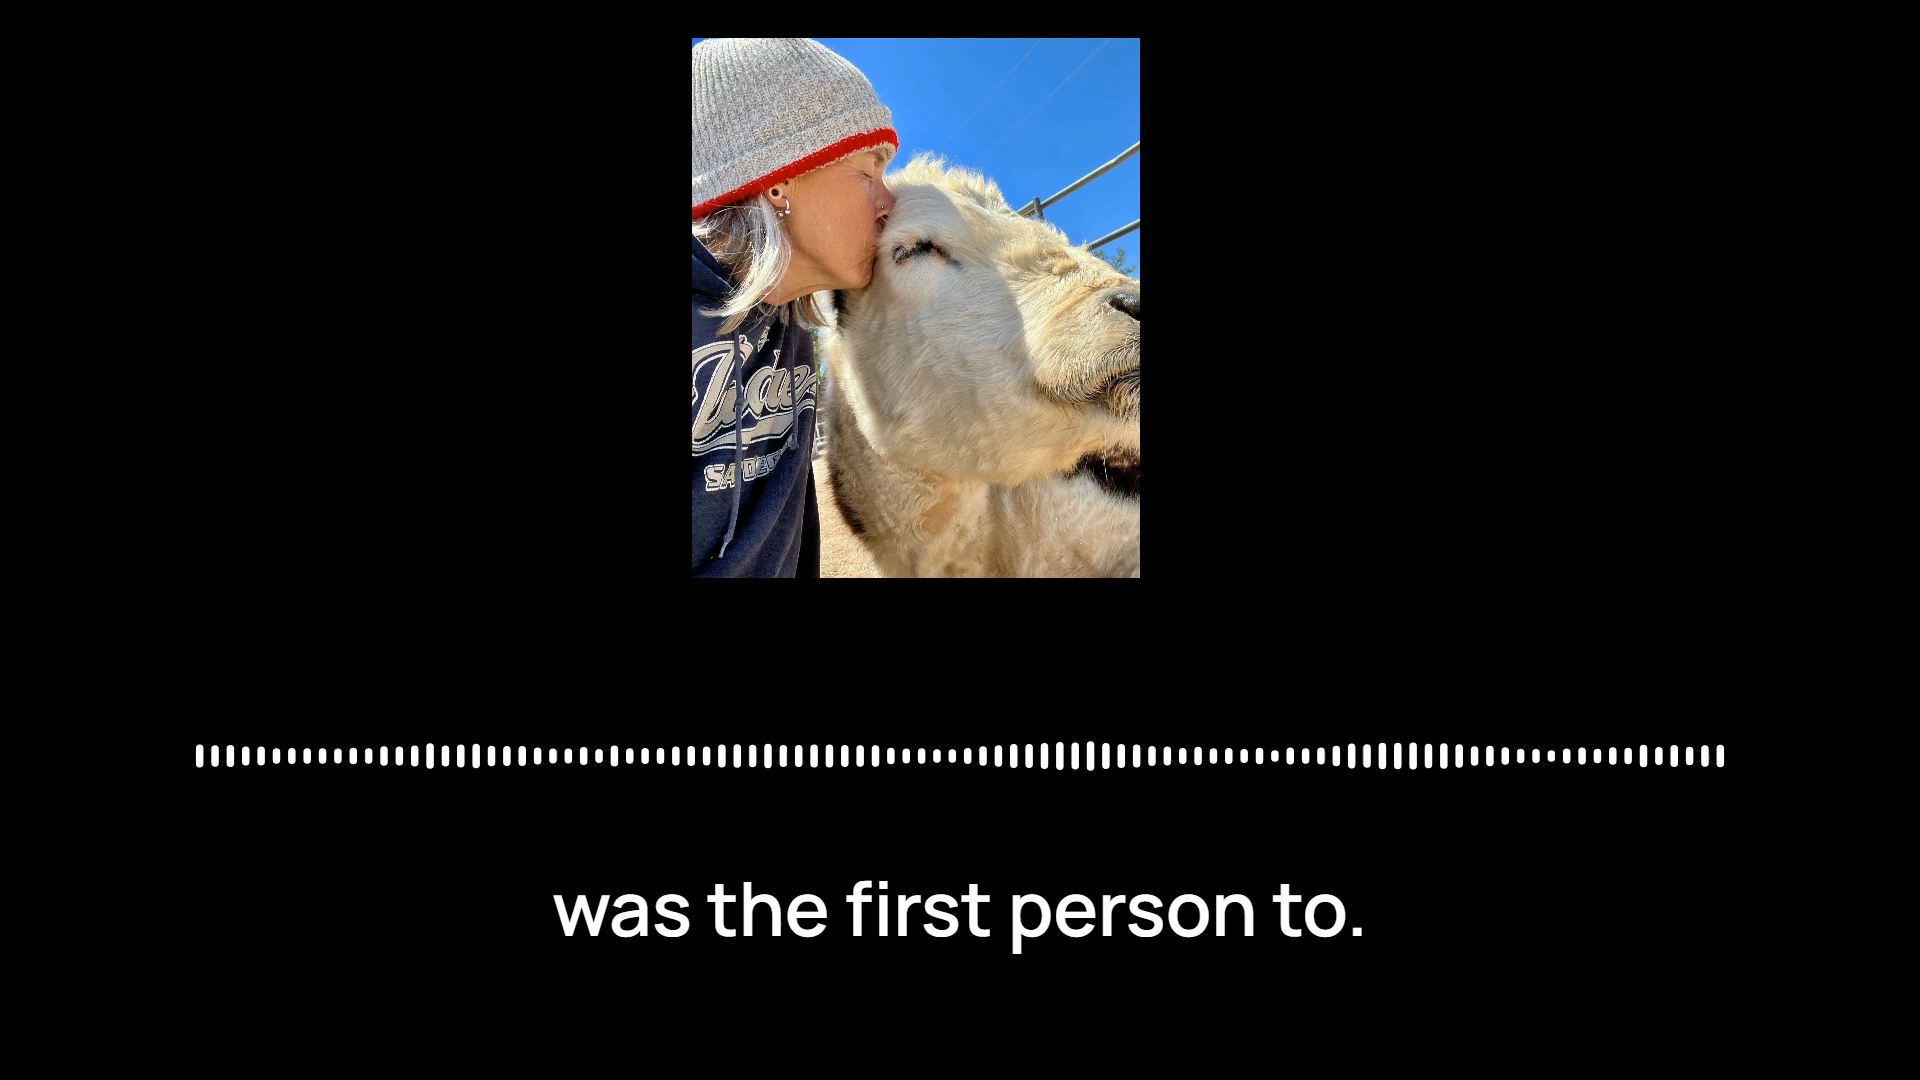 was the first person to.